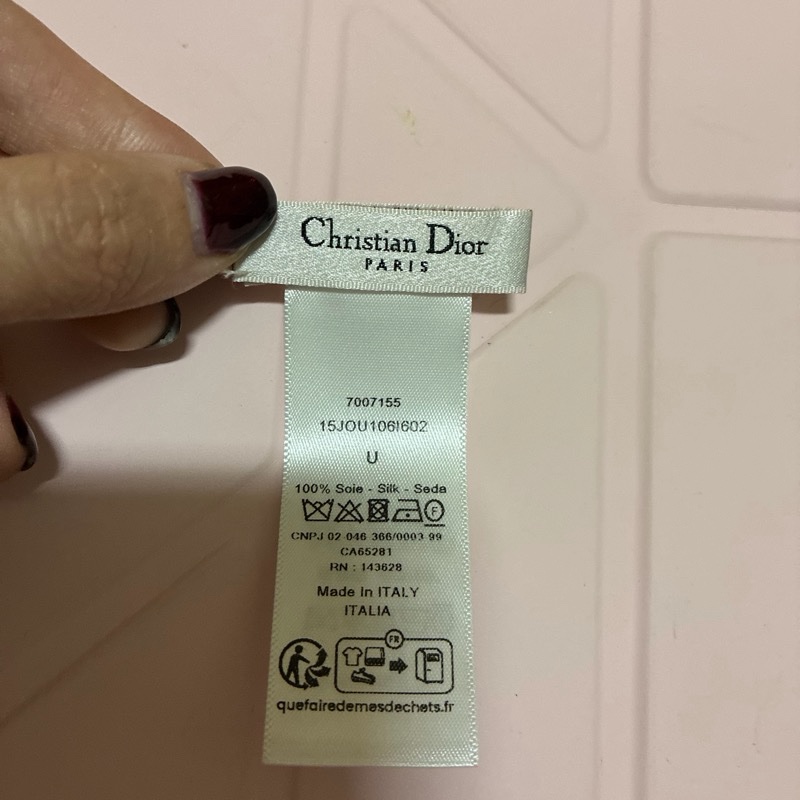 Christian Dior
PARIS
7007155
15JOU106I602
U
100% Soie - Silk - Seda
F
CNPJ 02 046 366/0003 99
CA65281
RN : 143628
Made in ITALY
ITALIA
FR
quefairedemesdechets.fr